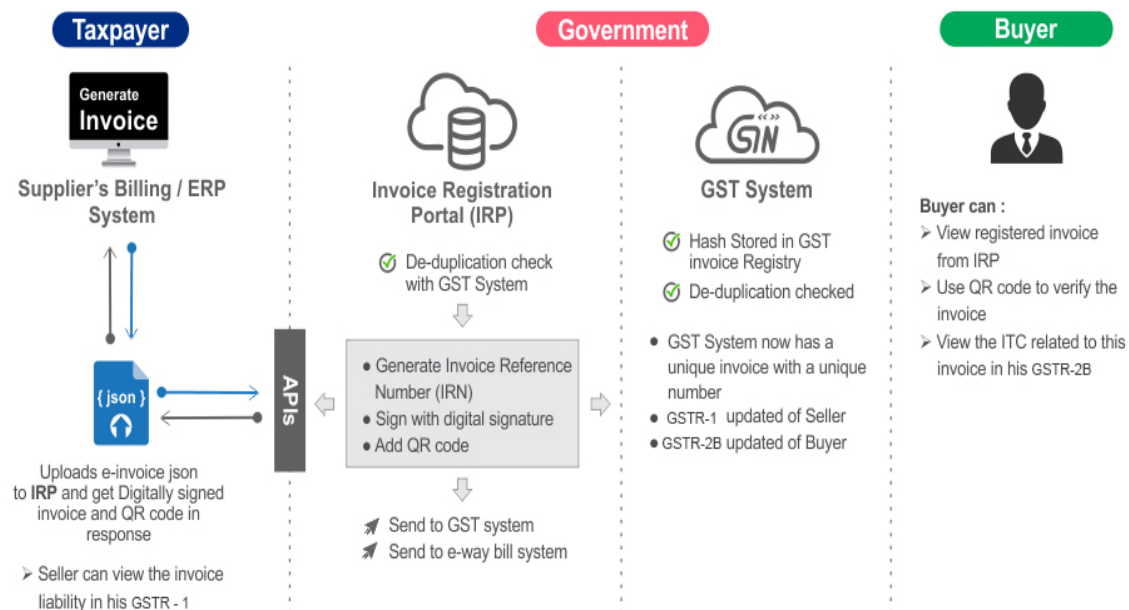 Taxpayer
Generate
Invoice
Supplier's Billing / ERP
System
{ json }
Uploads e-invoice json
to IRP and get Digitally signed
invoice and QR code in
response
➢ Seller can view the invoice
liability in his GSTR - 1
APIs
Government
Invoice Registration
Portal (IRP)
De-duplication check
with GST System
● Generate Invoice Reference
Number (IRN)
● Sign with digital signature
● Add QR code
Send to GST system
Send to e-way bill system
GSTN
GST System
Hash Stored in GST
invoice Registry
De-duplication checked
● GST System now has a
unique invoice with a unique
number
● GSTR-1 updated of Seller
● GSTR-2B updated of Buyer
Buyer
Buyer can :
➢ View registered invoice
from IRP
➢ Use QR code to verify the
invoice
➢ View the ITC related to this
invoice in his GSTR-2B